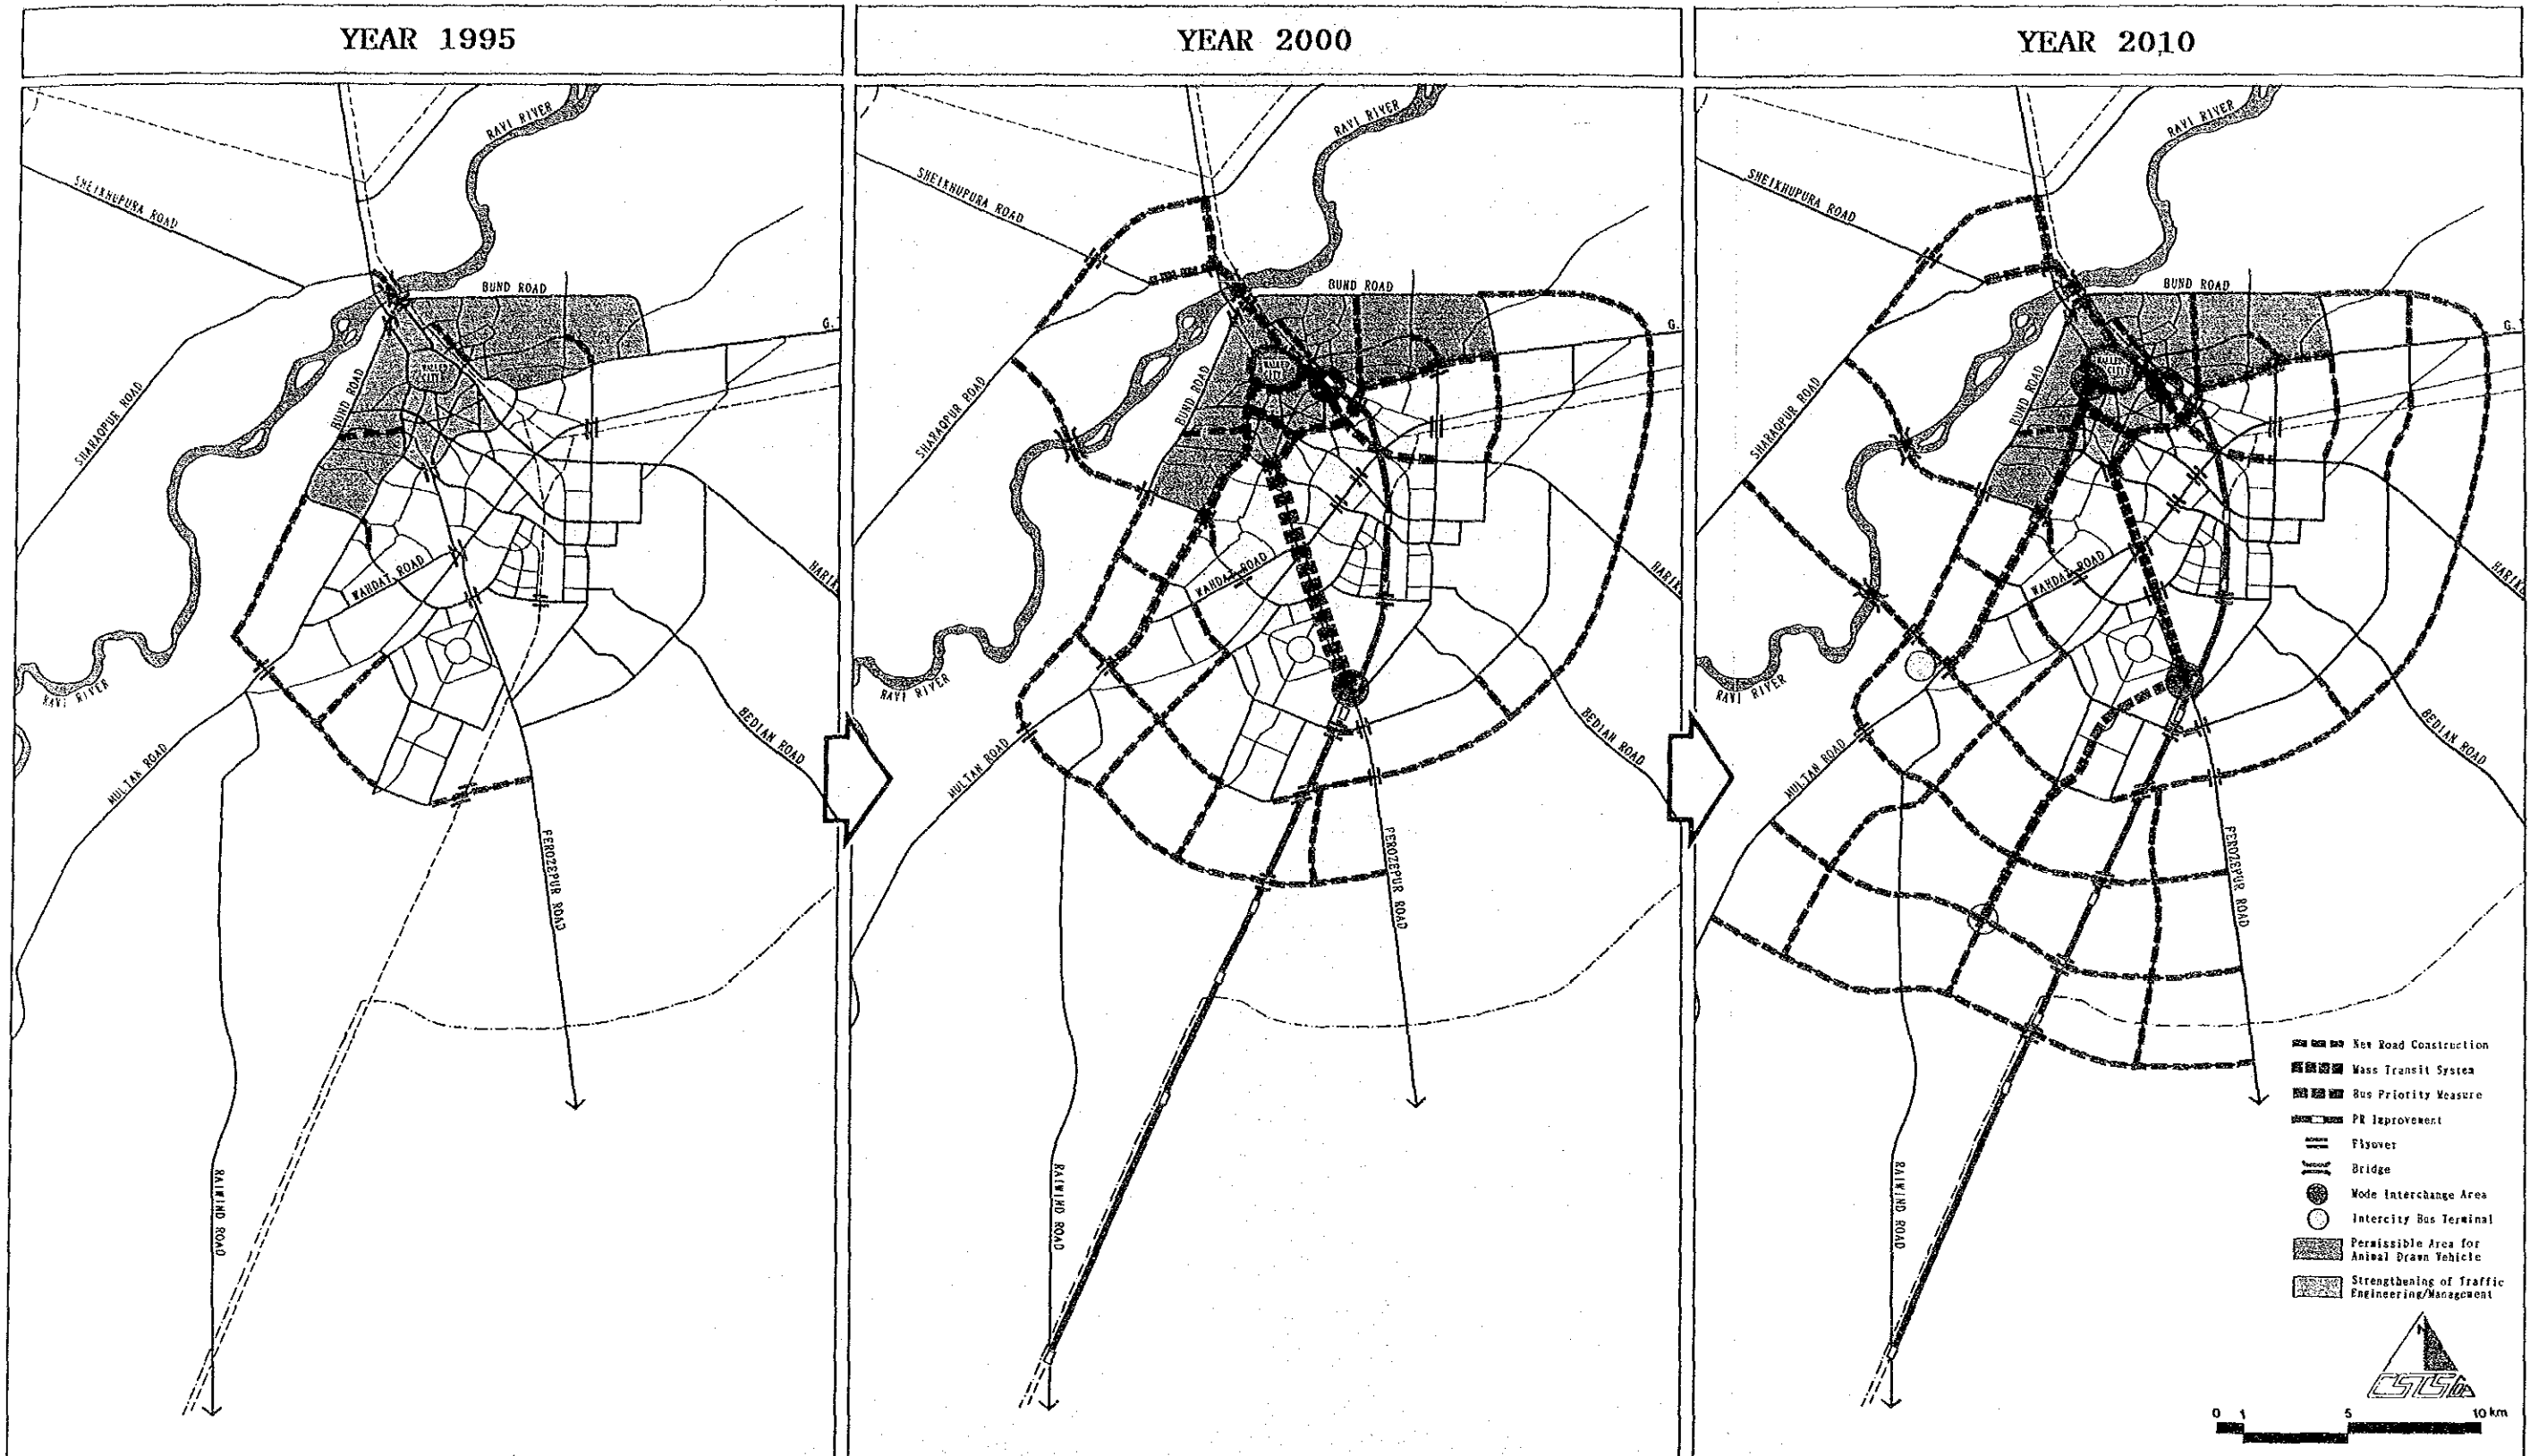 YEAR 1995
RAVI RIVER
SHEIKHUPURA ROAD
BUND ROAD
G.
WALLED
CITY
BUND ROAD
SHARAQPUR ROAD
WAHDAT ROAD
RAVI RIVER
BEDIAN ROAD
MULTAN ROAD
FEROZEPUR ROAD
RAIWIND ROAD
YEAR 2000
RAVI RIVER
SHEIKHUPURA ROAD
BUND ROAD
G.
WALLED
CITY
BUND ROAD
SHARAQPUR ROAD
WAHDAT ROAD
RAVI RIVER
BEDIAN ROAD
MULTAN ROAD
FEROZEPUR ROAD
RAIWIND ROAD
YEAR 2010
RAVI RIVER
SHEIKHUPURA ROAD
BUND ROAD
WALLED
CITY
BUND ROAD
SHARAQPUR ROAD
WAHDAT ROAD
RAVI RIVER
BEDIAN ROAD
MULTAN ROAD
FEROZEPUR ROAD
RAIWIND ROAD
New Road Construction
Mass Transit System
Bus Priority Measure
PR Improvement
Flyover
Bridge
Mode Interchange Area
Intercity Bus Terminal
Permissible Area for
Animal Drawn Vehicle
Strengthening of Traffic
Engineering/Management
N
0 1 5 10 km